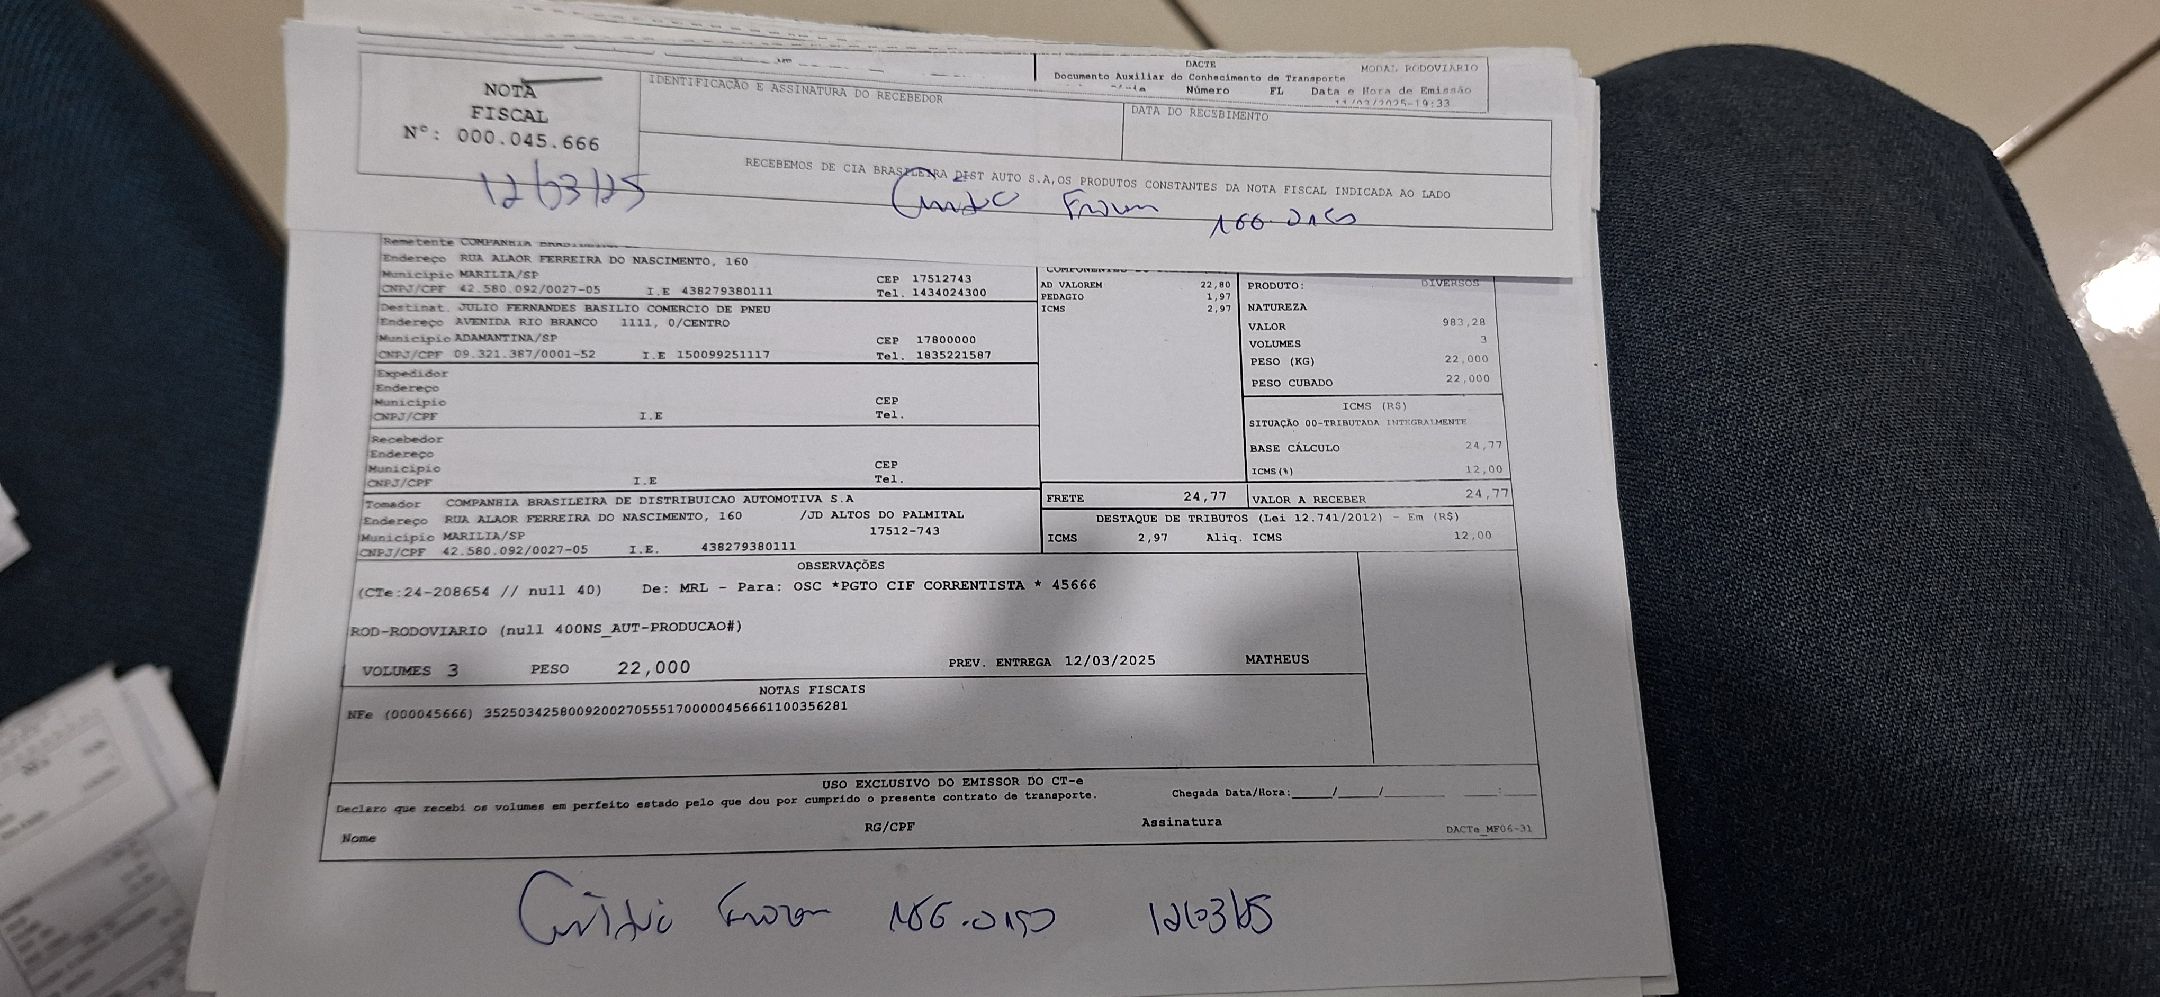 DACTE
MODAL RODOVIÁRIO
Documento Auxiliar do Conhecimento de Transporte
Número FL Data e Hora de Emissão
11/03/2025-19:33
NOTA
FISCAL
Nº: 000.045.666
IDENTIFICAÇÃO E ASSINATURA DO RECEBEDOR
DATA DO RECEBIMENTO
RECEBEMOS DE CIA BRASILEIRA DIST AUTO S.A,OS PRODUTOS CONSTANTES DA NOTA FISCAL INDICADA AO LADO
12/03/25
Remetente COMPANHIA
Endereço RUA ALAOR FERREIRA DO NASCIMENTO, 160
Município MARILIA/SP CEP 17512743
CNPJ/CPF 42.580.092/0027-05 I.E 438279380111 Tel. 1434024300
Destinat. JULIO FERNANDES BASILIO COMERCIO DE PNEU
Endereço AVENIDA RIO BRANCO 1111, 0/CENTRO
Município ADAMANTINA/SP CEP 17800000
CNPJ/CPF 09.321.387/0001-52 I.E 150099251117 Tel. 1835221587
Expedidor
Endereço
Município CEP
CNPJ/CPF I.E Tel.
Recebedor
Endereço
Município CEP
CNPJ/CPF I.E Tel.
Tomador COMPANHIA BRASILEIRA DE DISTRIBUICAO AUTOMOTIVA S.A
Endereço RUA ALAOR FERREIRA DO NASCIMENTO, 160 /JD ALTOS DO PALMITAL
Município MARILIA/SP 17512-743
CNPJ/CPF 42.580.092/0027-05 I.E. 438279380111
AD VALOREM 22,80
PEDAGIO 1,97
ICMS 2,97
PRODUTO: DIVERSOS
NATUREZA
VALOR 983,28
VOLUMES 3
PESO (KG) 22,000
PESO CUBADO 22,000
ICMS (R$)
SITUAÇÃO 00-TRIBUTADA INTEGRALMENTE
BASE CÁLCULO 24,77
ICMS(%) 12,00
FRETE 24,77 VALOR A RECEBER 24,77
DESTAQUE DE TRIBUTOS (Lei 12.741/2012) - Em (R$)
ICMS 2,97 Aliq. ICMS 12,00
OBSERVAÇÕES
(CTe:24-208654 // null 40) De: MRL - Para: OSC *PGTO CIF CORRENTISTA * 45666
ROD-RODOVIARIO (null 400NS_AUT-PRODUCAO#)
VOLUMES 3 PESO 22,000 PREV. ENTREGA 12/03/2025 MATHEUS
NOTAS FISCAIS
NFe (000045666) 35250342580092002705551700000456661100356281
USO EXCLUSIVO DO EMISSOR DO CT-e
Declaro que recebi os volumes em perfeito estado pelo que dou por cumprido o presente contrato de transporte. Chegada Data/Hora:____/____/______ ____:____
Nome RG/CPF Assinatura DACTe_MF06-31
12/03/25